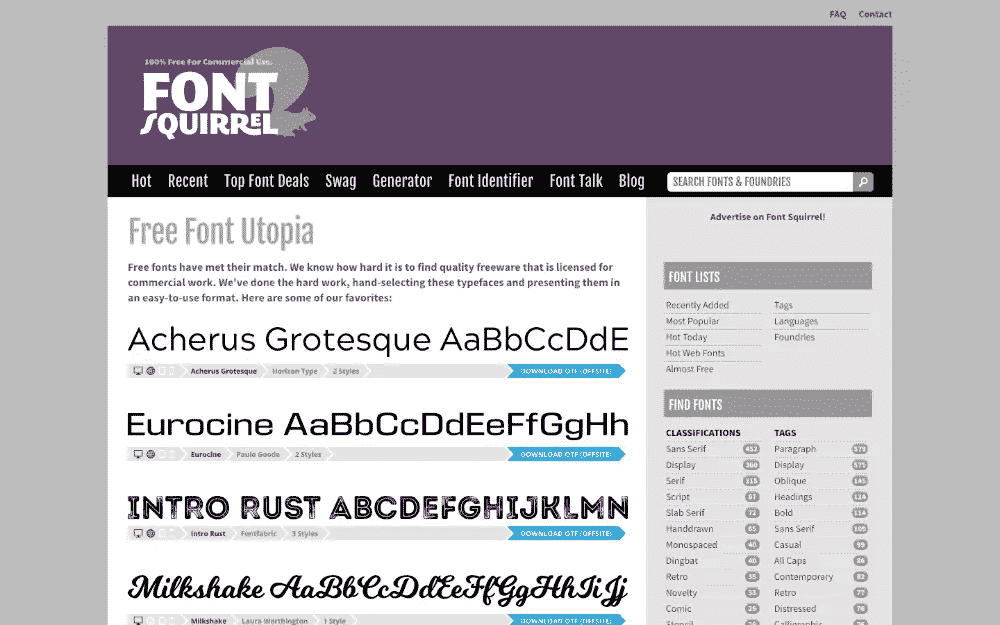 FAQ Contact
100% Free For Commercial Use.
FONT
SQUIRREL
Hot Recent Top Font Deals Swag Generator Font Identifier Font Talk Blog
SEARCH FONTS & FOUNDRIES
Free Font Utopia
Free fonts have met their match. We know how hard it is to find quality freeware that is licensed for
commercial work. We've done the hard work, hand-selecting these typefaces and presenting them in
an easy-to-use format. Here are some of our favorites:
Acherus Grotesque AaBbCcDdE
Acherus Grotesque Horizon Type 2 Styles DOWNLOAD OTF (OFFSITE)
Eurocine AaBbCcDdEeFfGgHh
Eurocine Paulo Goode 2 Styles DOWNLOAD OTF (OFFSITE)
INTRO RUST ABCDEFGHIJKLMN
Intro Rust Fontfabric 3 Styles DOWNLOAD OTF (OFFSITE)
Milkshake AaBbCcDdEeFfGgHhIiJj
Milkshake Laura Worthington 1 Style DOWNLOAD OTF (OFFSITE)
Advertise on Font Squirrel!
FONT LISTS
Recently Added Tags
Most Popular Languages
Hot Today Foundries
Hot Web Fonts
Almost Free
FIND FONTS
CLASSIFICATIONS TAGS
Sans Serif 452 Paragraph 579
Display 360 Display 575
Serif 215 Oblique 145
Script 97 Headings 124
Slab Serif 72 Bold 114
Handdrawn 65 Sans Serif 109
Monospaced 40 Casual 99
Dingbat 40 All Caps 86
Retro 35 Contemporary 82
Novelty 33 Retro 77
Comic 29 Distressed 76
Stencil Calligraphic